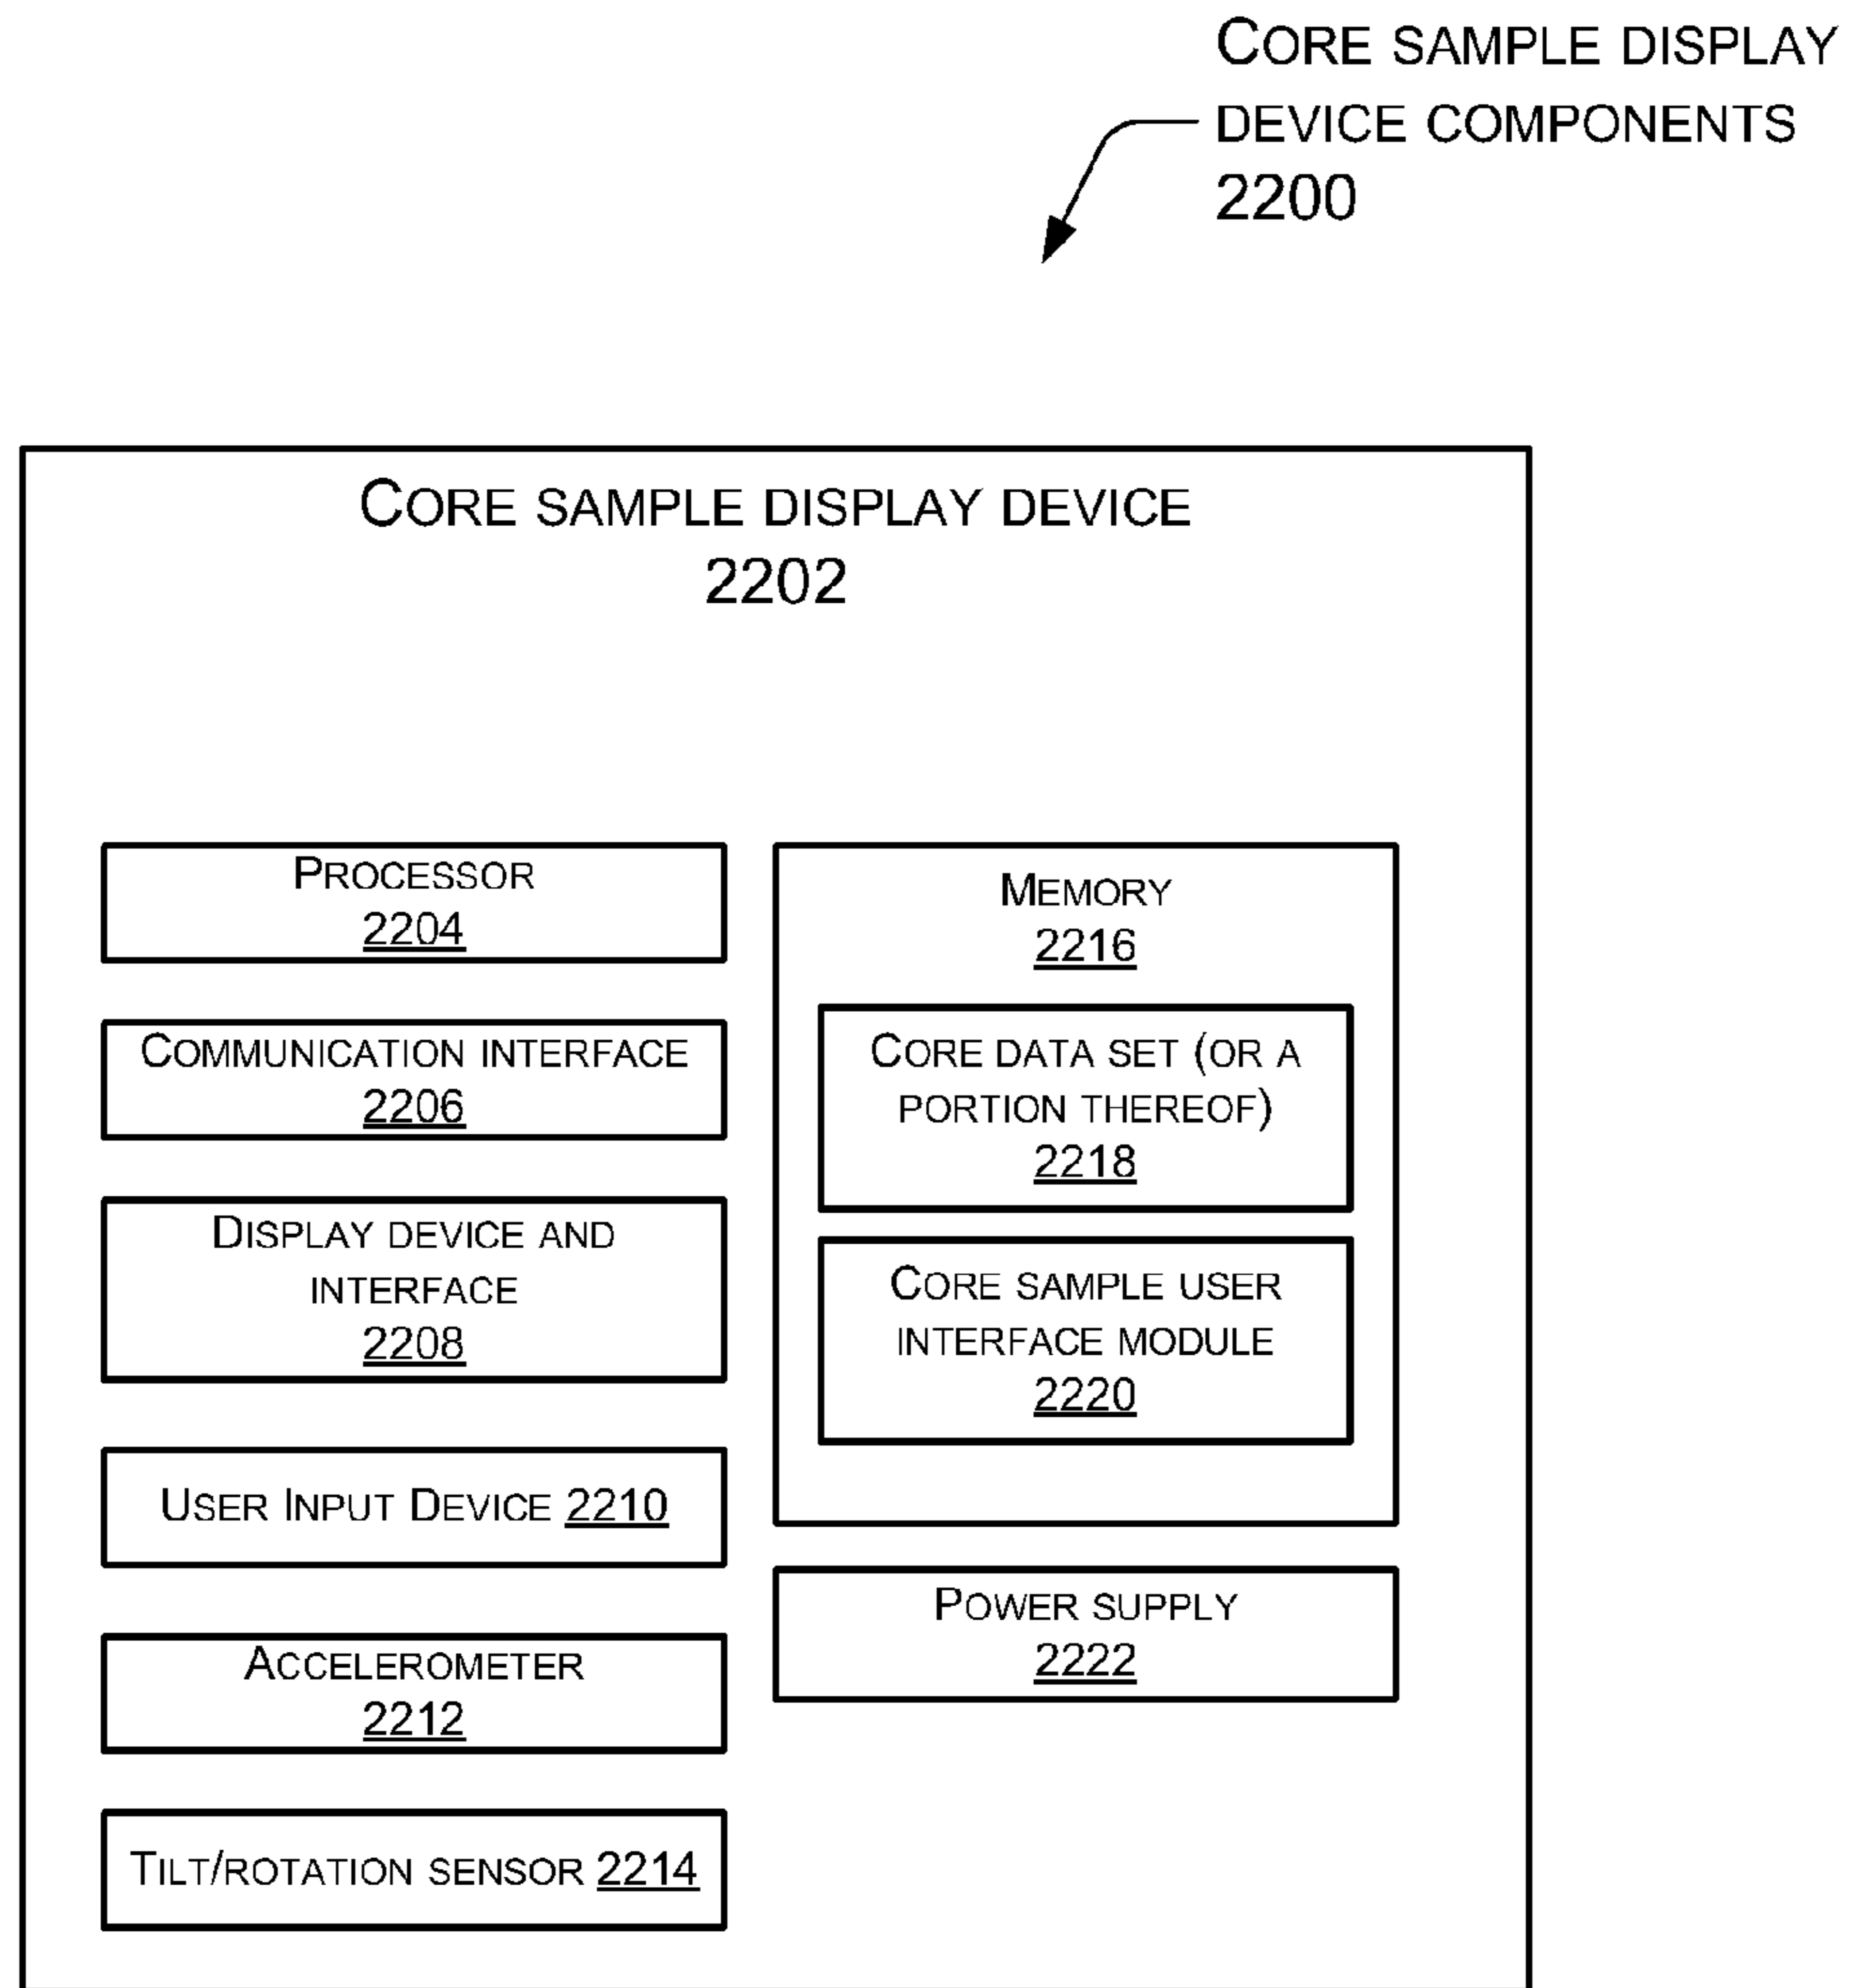 Core sample display
device components
2200
Core sample display device
2202
Processor
2204
Communication interface
2206
Display device and
interface
2208
User Input Device 2210
Accelerometer
2212
Tilt/rotation sensor 2214
Memory
2216
Core data set (or a
portion thereof)
2218
Core sample user
interface module
2220
Power supply
2222